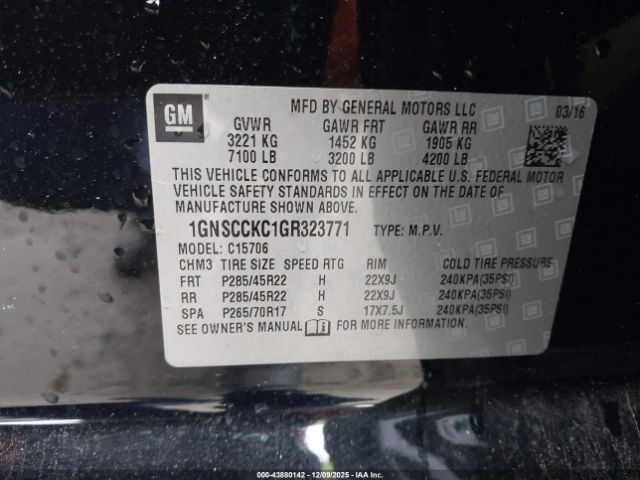 GM
MFD BY GENERAL MOTORS LLC 03/16
GVWR GAWR FRT GAWR RR
3221 KG 1452 KG 1905 KG
7100 LB 3200 LB 4200 LB
THIS VEHICLE CONFORMS TO ALL APPLICABLE U.S. FEDERAL MOTOR
VEHICLE SAFETY STANDARDS IN EFFECT ON THE DATE OF
MANUFACTURE SHOWN ABOVE.
1GNSCCKC1GR323771 TYPE: M.P.V.
MODEL: C15706
CHM3 TIRE SIZE SPEED RTG RIM COLD TIRE PRESSURE
FRT P285/45R22 H 22X9J 240KPA(35PSI)
RR P285/45R22 H 22X9J 240KPA(35PSI)
SPA P265/70R17 S 17X7.5J 240KPA(35PSI)
SEE OWNER'S MANUAL FOR MORE INFORMATION.
© 2000-43880142 - 12/09/2025 - IAA